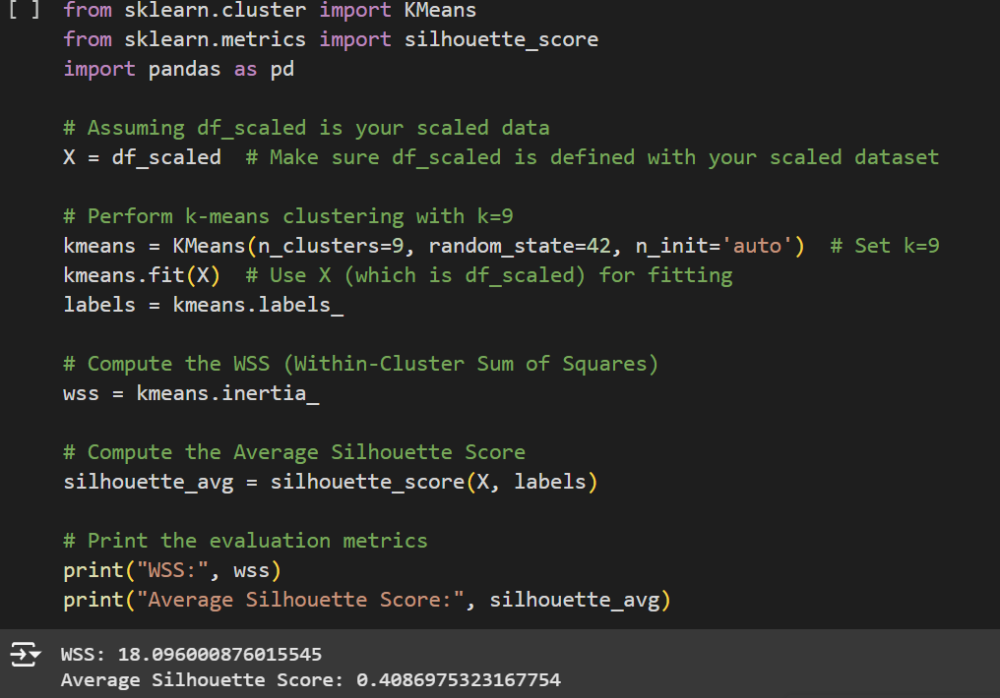 [ ] from sklearn.cluster import KMeans
from sklearn.metrics import silhouette_score
import pandas as pd
# Assuming df_scaled is your scaled data
X = df_scaled  # Make sure df_scaled is defined with your scaled dataset
# Perform k-means clustering with k=9
kmeans = KMeans(n_clusters=9, random_state=42, n_init='auto')  # Set k=9
kmeans.fit(X)  # Use X (which is df_scaled) for fitting
labels = kmeans.labels_
# Compute the WSS (Within-Cluster Sum of Squares)
wss = kmeans.inertia_
# Compute the Average Silhouette Score
silhouette_avg = silhouette_score(X, labels)
# Print the evaluation metrics
print("WSS:", wss)
print("Average Silhouette Score:", silhouette_avg)
WSS: 18.096000876015545
Average Silhouette Score: 0.4086975323167754